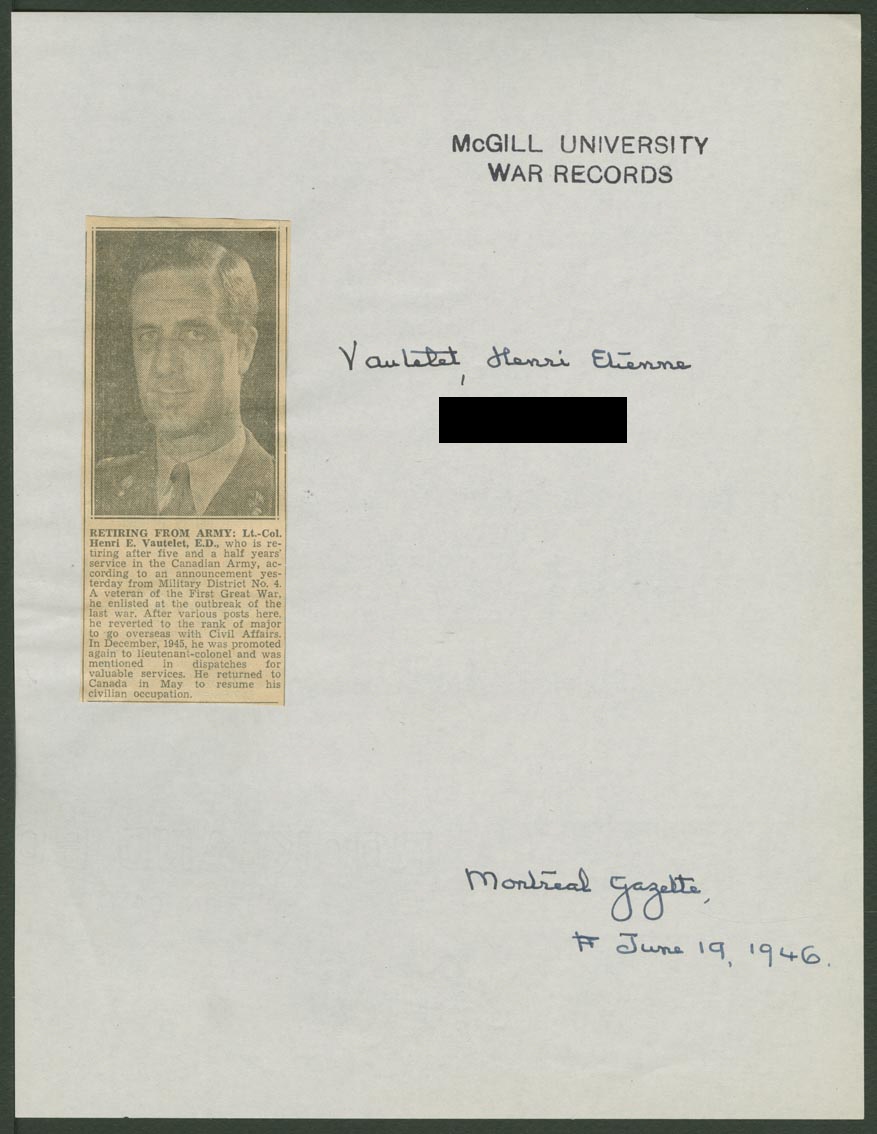 McGILL UNIVERSITY
WAR RECORDS
Vautelet, Henri Etienne
RETIRING FROM ARMY: Lt.-Col.
Henri E. Vautelet, E.D., who is re-
tiring after five and a half years'
service in the Canadian Army, ac-
cording to an announcement yes-
terday from Military District No. 4.
A veteran of the First Great War,
he enlisted at the outbreak of the
last war. After various posts here,
he reverted to the rank of major
to go overseas with Civil Affairs.
In December, 1945, he was promoted
again to lieutenant-colonel and was
mentioned in dispatches for
valuable services. He returned to
Canada in May to resume his
civilian occupation.
Montreal Gazette,
June 19, 1946.